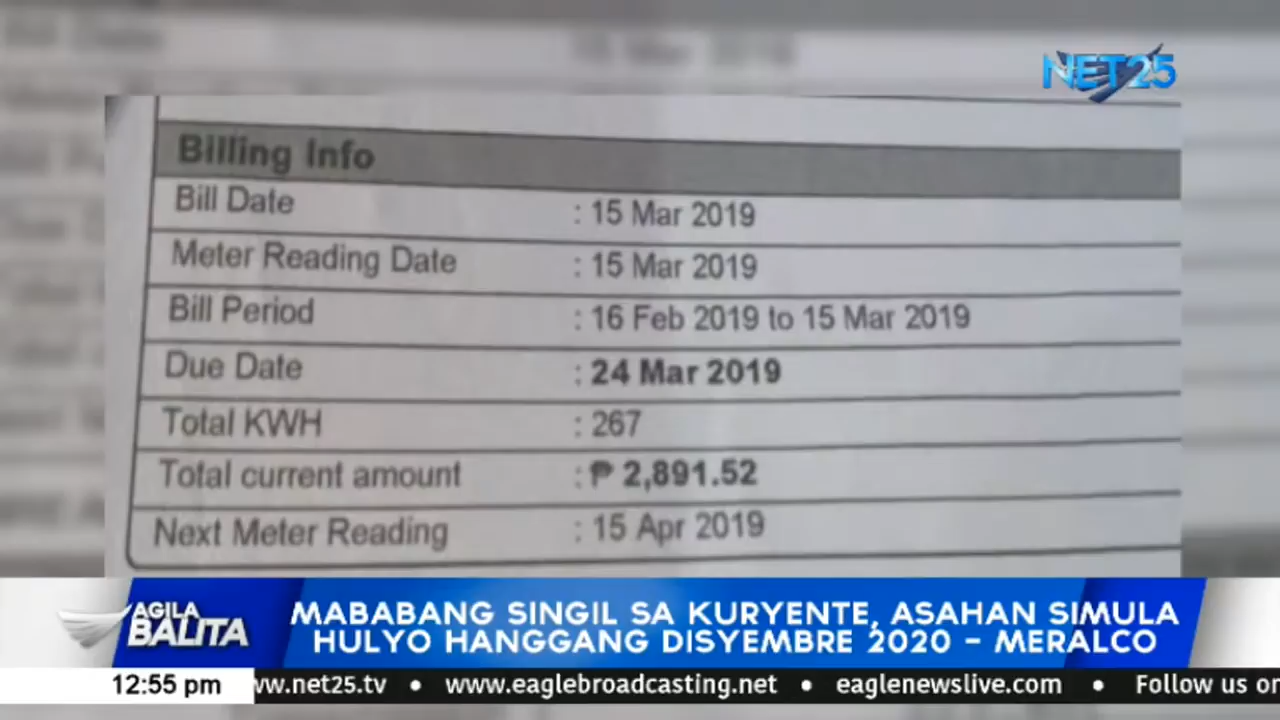 NET25
Billing Info
Bill Date : 15 Mar 2019
Meter Reading Date : 15 Mar 2019
Bill Period : 16 Feb 2019 to 15 Mar 2019
Due Date : 24 Mar 2019
Total KWH : 267
Total current amount : ₱ 2,891.52
Next Meter Reading : 15 Apr 2019
AGILA
BALITA
MABABANG SINGIL SA KURYENTE, ASAHAN SIMULA
HULYO HANGGANG DISYEMBRE 2020 – MERALCO
12:55 pm
ww.net25.tv • www.eaglebroadcasting.net • eaglenewslive.com • Follow us on